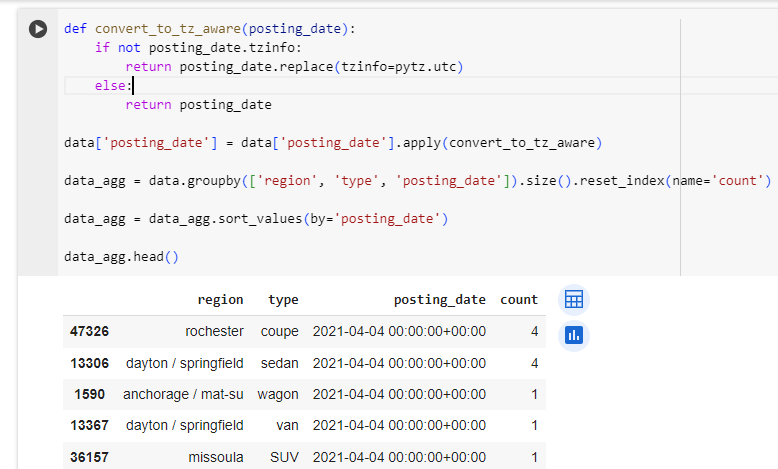 def convert_to_tz_aware(posting_date):
    if not posting_date.tzinfo:
        return posting_date.replace(tzinfo=pytz.utc)
    else:
        return posting_date
data['posting_date'] = data['posting_date'].apply(convert_to_tz_aware)
data_agg = data.groupby(['region', 'type', 'posting_date']).size().reset_index(name='count')
data_agg = data_agg.sort_values(by='posting_date')
data_agg.head()
region type posting_date count
47326 rochester coupe 2021-04-04 00:00:00+00:00 4
13306 dayton / springfield sedan 2021-04-04 00:00:00+00:00 4
1590 anchorage / mat-su wagon 2021-04-04 00:00:00+00:00 1
13367 dayton / springfield van 2021-04-04 00:00:00+00:00 1
36157 missoula SUV 2021-04-04 00:00:00+00:00 1